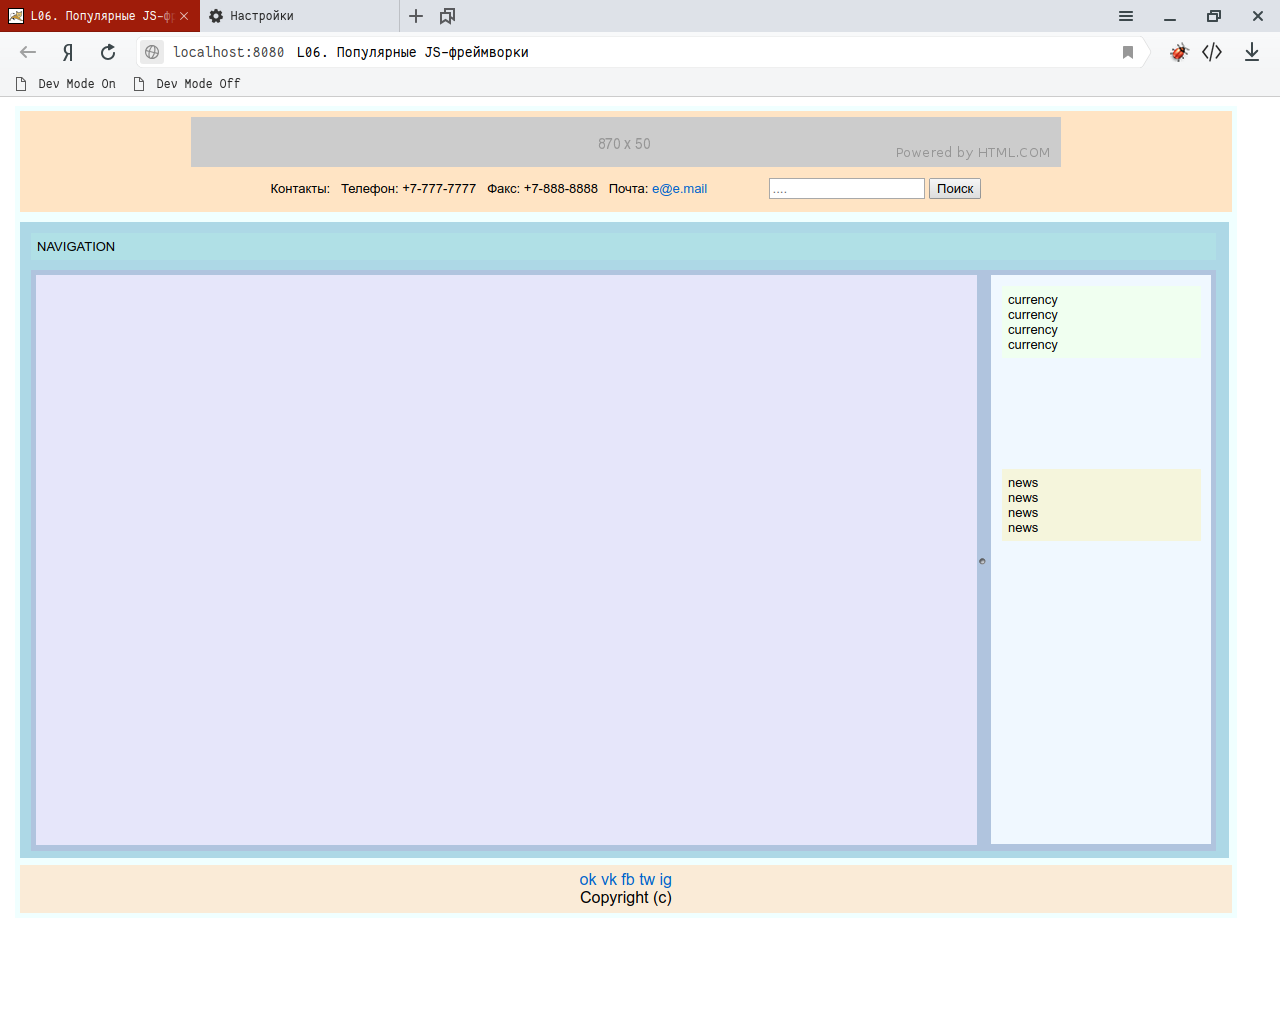 L06. Популярные JS-ф
Настройки
localhost:8080 L06. Популярные JS-фреймворки
Dev Mode On Dev Mode Off
870 x 50
Powered by HTML.COM
Контакты: Телефон: +7-777-7777 Факс: +7-888-8888 Почта: e@e.mail .... Поиск
NAVIGATION
currency
currency
currency
currency
news
news
news
news
ok vk fb tw ig
Copyright (c)